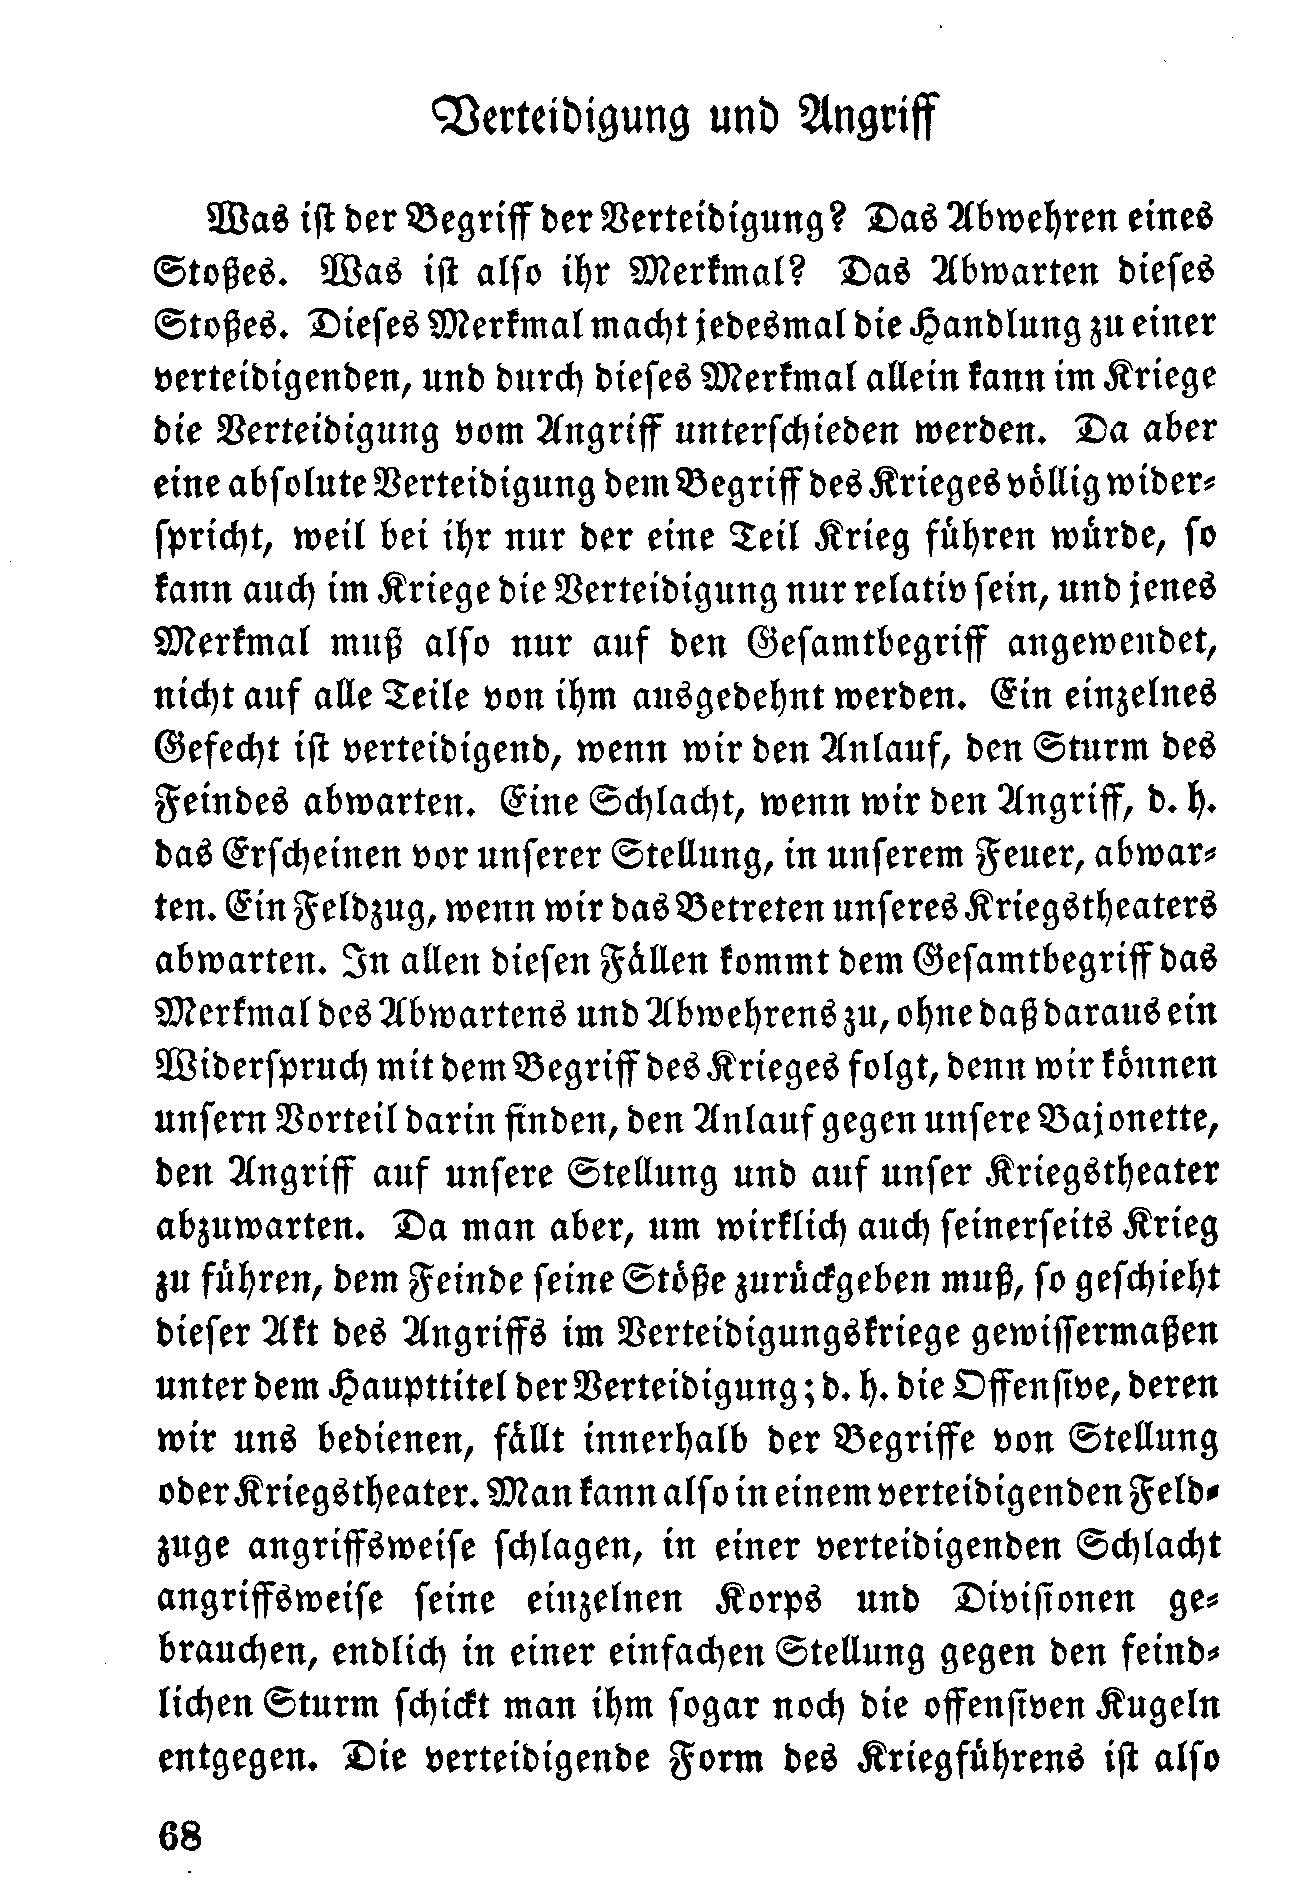 Verteidigung und Angriff
Was ist der Begriff der Verteidigung? Das Abwehren eines
Stoßes. Was ist also ihr Merkmal? Das Abwarten dieses
Stoßes. Dieses Merkmal macht jedesmal die Handlung zu einer
verteidigenden, und durch dieses Merkmal allein kann im Kriege
die Verteidigung vom Angriff unterschieden werden. Da aber
eine absolute Verteidigung dem Begriff des Krieges völlig wider-
spricht, weil bei ihr nur der eine Teil Krieg führen würde, so
kann auch im Kriege die Verteidigung nur relativ sein, und jenes
Merkmal muß also nur auf den Gesamtbegriff angewendet,
nicht auf alle Teile von ihm ausgedehnt werden. Ein einzelnes
Gefecht ist verteidigend, wenn wir den Anlauf, den Sturm des
Feindes abwarten. Eine Schlacht, wenn wir den Angriff, d. h.
das Erscheinen vor unserer Stellung, in unserem Feuer, abwar-
ten. Ein Feldzug, wenn wir das Betreten unseres Kriegstheaters
abwarten. In allen diesen Fällen kommt dem Gesamtbegriff das
Merkmal des Abwartens und Abwehrens zu, ohne daß daraus ein
Widerspruch mit dem Begriff des Krieges folgt, denn wir können
unsern Vorteil darin finden, den Anlauf gegen unsere Bajonette,
den Angriff auf unsere Stellung und auf unser Kriegstheater
abzuwarten. Da man aber, um wirklich auch seinerseits Krieg
zu führen, dem Feinde seine Stöße zurückgeben muß, so geschieht
dieser Akt des Angriffs im Verteidigungskriege gewissermaßen
unter dem Haupttitel der Verteidigung; d. h. die Offensive, deren
wir uns bedienen, fällt innerhalb der Begriffe von Stellung
oder Kriegstheater. Man kann also in einem verteidigenden Feld-
zuge angriffsweise schlagen, in einer verteidigenden Schlacht
angriffsweise seine einzelnen Korps und Divisionen ge-
brauchen, endlich in einer einfachen Stellung gegen den feind-
lichen Sturm schickt man ihm sogar noch die offensiven Kugeln
entgegen. Die verteidigende Form des Kriegführens ist also
68